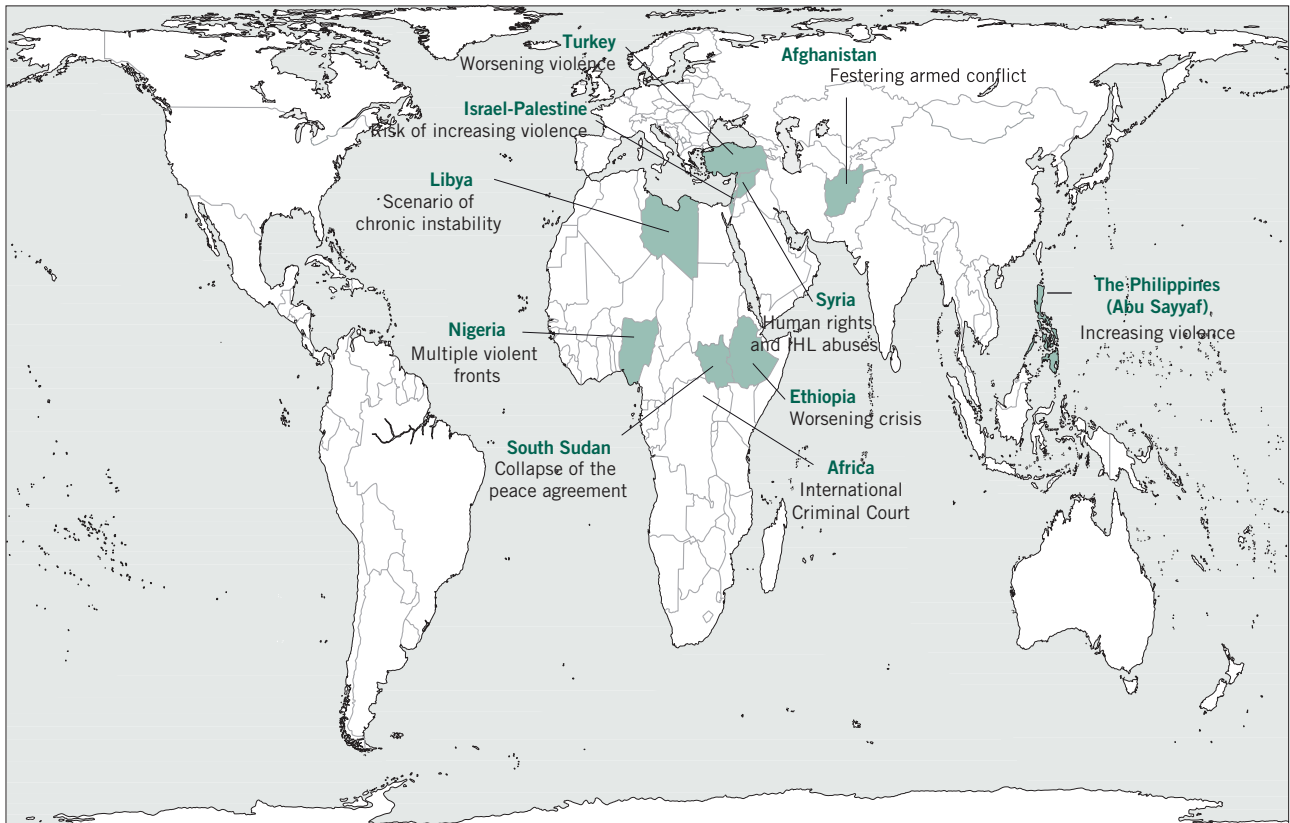 Turkey
Worsening violence
Afghanistan
Festering armed conflict
Israel-Palestine
Risk of increasing violence
Libya
Scenario of
chronic instability
The Philippines
(Abu Sayyaf)
Increasing violence
Syria
Human rights
and IHL abuses
Nigeria
Multiple violent
fronts
Ethiopia
Worsening crisis
South Sudan
Collapse of the
peace agreement
Africa
International
Criminal Court